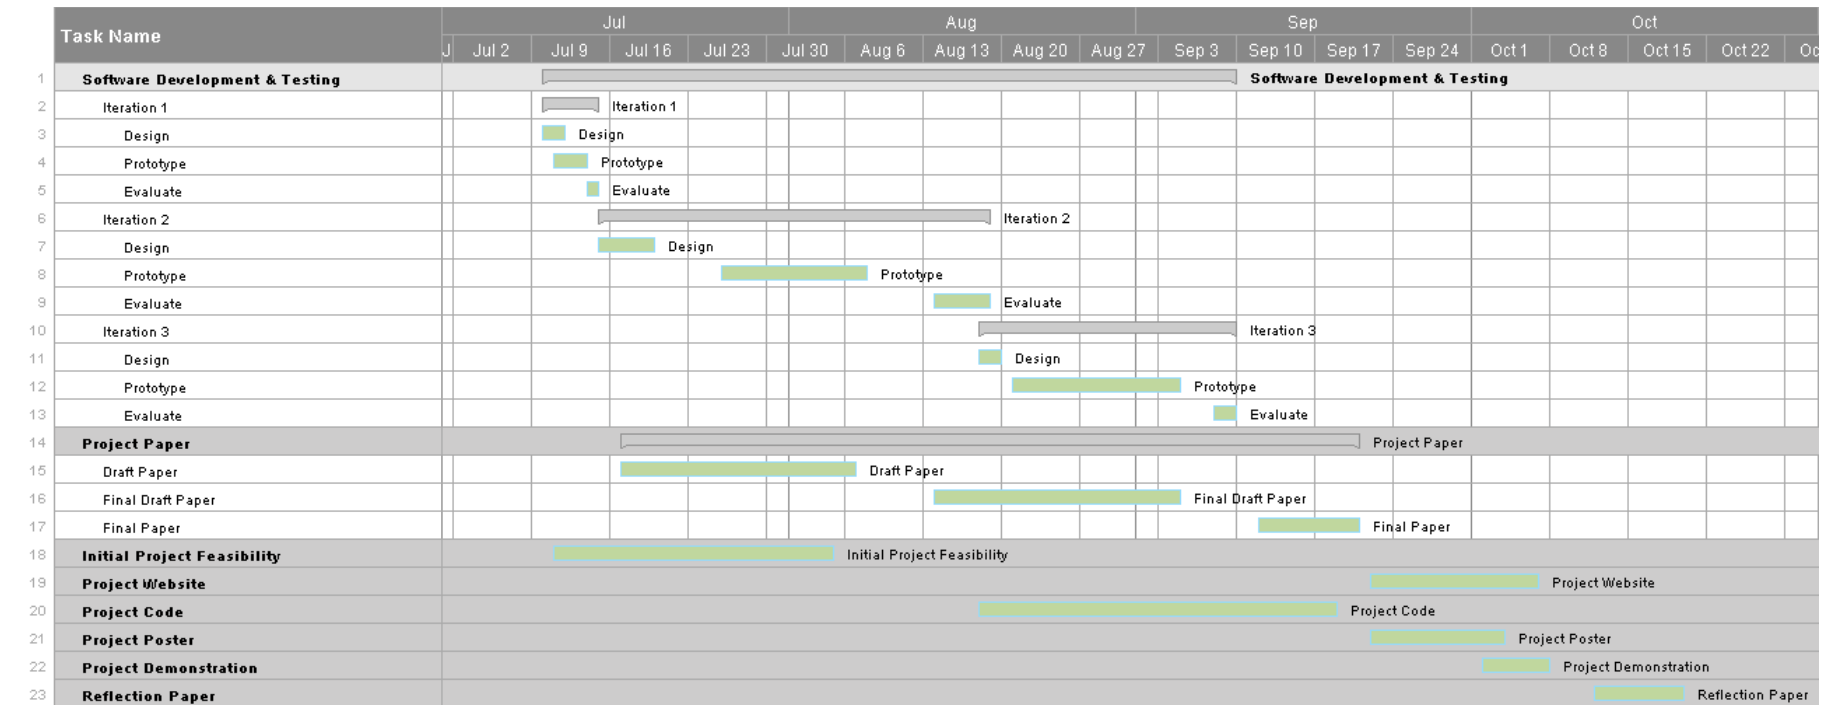 Task Name
Jul Aug Sep Oct
J Jul 2 Jul 9 Jul 16 Jul 23 Jul 30 Aug 6 Aug 13 Aug 20 Aug 27 Sep 3 Sep 10 Sep 17 Sep 24 Oct 1 Oct 8 Oct 15 Oct 22 Oc
1 Software Development & Testing Software Development & Testing
2 Iteration 1 Iteration 1
3 Design Design
4 Prototype Prototype
5 Evaluate Evaluate
6 Iteration 2 Iteration 2
7 Design Design
8 Prototype Prototype
9 Evaluate Evaluate
10 Iteration 3 Iteration 3
11 Design Design
12 Prototype Prototype
13 Evaluate Evaluate
14 Project Paper Project Paper
15 Draft Paper Draft Paper
16 Final Draft Paper Final Draft Paper
17 Final Paper Final Paper
18 Initial Project Feasibility Initial Project Feasibility
19 Project Website Project Website
20 Project Code Project Code
21 Project Poster Project Poster
22 Project Demonstration Project Demonstration
23 Reflection Paper Reflection Paper